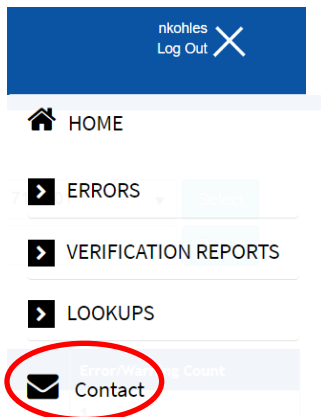 nkohles
Log Out
HOME
ERRORS
VERIFICATION REPORTS
LOOKUPS
Error/Warning Count
Contact